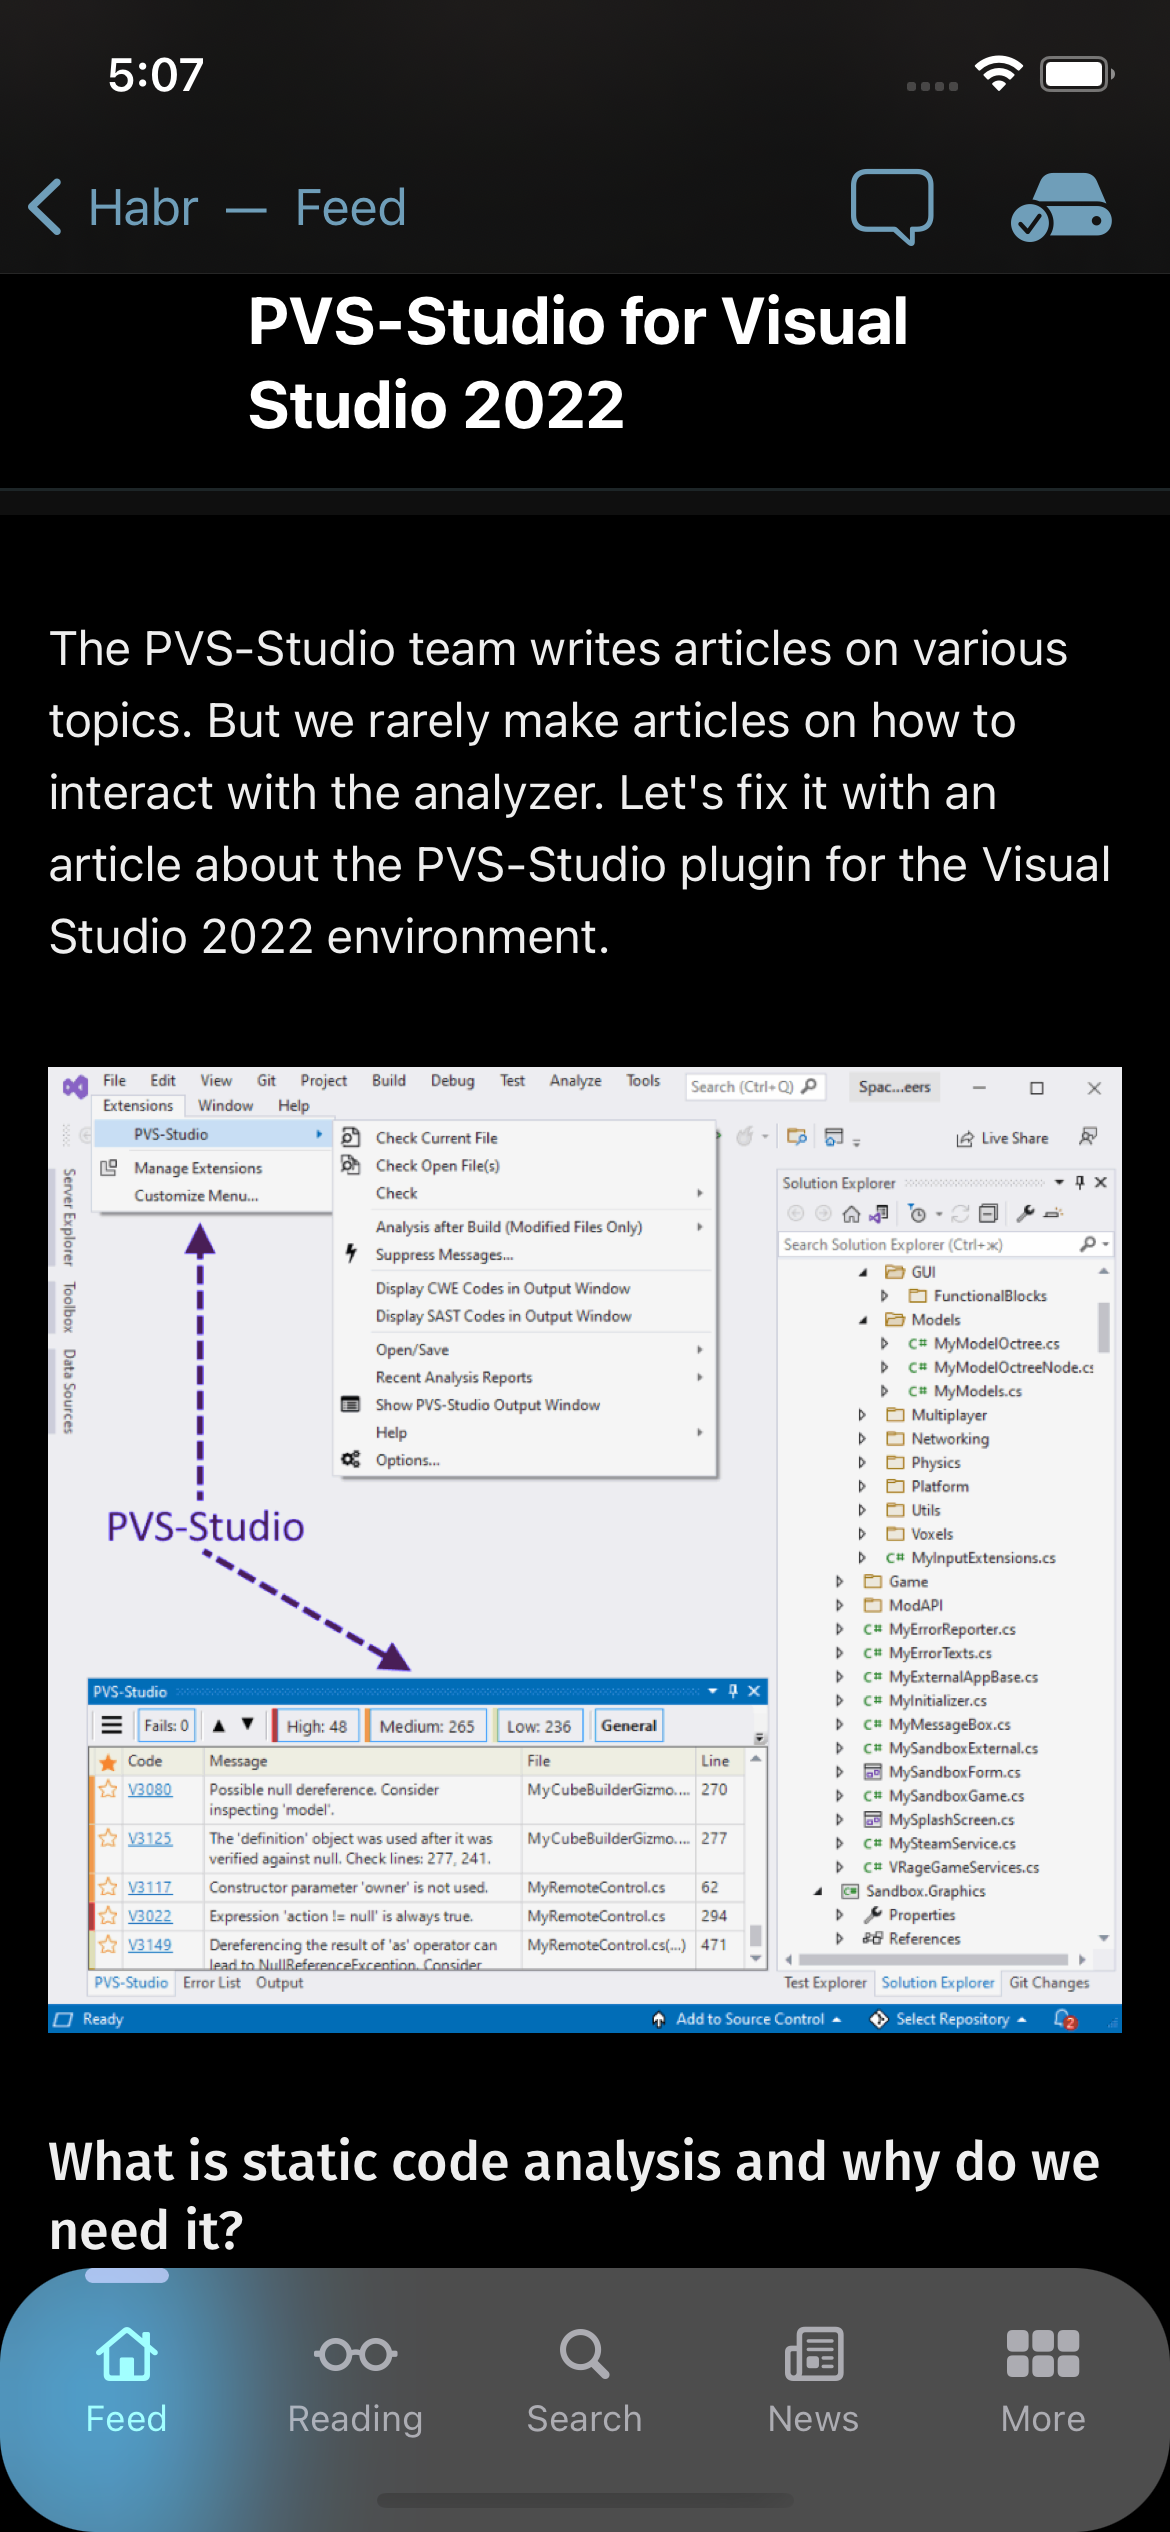 5:07
Habr — Feed
PVS-Studio for Visual
Studio 2022
The PVS-Studio team writes articles on various
topics. But we rarely make articles on how to
interact with the analyzer. Let's fix it with an
article about the PVS-Studio plugin for the Visual
Studio 2022 environment.
File Edit View Git Project Build Debug Test Analyze Tools Search (Ctrl+Q) Spac...eers
Extensions Window Help
PVS-Studio
Manage Extensions
Customize Menu...
Check Current File
Check Open File(s)
Check
Analysis after Build (Modified Files Only)
Suppress Messages...
Display CWE Codes in Output Window
Display SAST Codes in Output Window
Open/Save
Recent Analysis Reports
Show PVS-Studio Output Window
Help
Options...
Live Share
Server Explorer
Toolbox
Data Sources
Solution Explorer
Search Solution Explorer (Ctrl+ж)
GUI
FunctionalBlocks
Models
C# MyModelOctree.cs
C# MyModelOctreeNode.cs
C# MyModels.cs
Multiplayer
Networking
Physics
Platform
Utils
Voxels
C# MyInputExtensions.cs
Game
ModAPI
C# MyErrorReporter.cs
C# MyErrorTexts.cs
C# MyExternalAppBase.cs
C# MyInitializer.cs
C# MyMessageBox.cs
C# MySandboxExternal.cs
MySandboxForm.cs
C# MySandboxGame.cs
MySplashScreen.cs
C# MySteamService.cs
C# VRageGameServices.cs
Sandbox.Graphics
Properties
References
Test Explorer Solution Explorer Git Changes
PVS-Studio
PVS-Studio
Fails: 0 High: 48 Medium: 265 Low: 236 General
Code Message File Line
V3080 Possible null dereference. Consider MyCubeBuilderGizmo.... 270
inspecting 'model'.
V3125 The 'definition' object was used after it was MyCubeBuilderGizmo.... 277
verified against null. Check lines: 277, 241.
V3117 Constructor parameter 'owner' is not used. MyRemoteControl.cs 62
V3022 Expression 'action != null' is always true. MyRemoteControl.cs 294
V3149 Dereferencing the result of 'as' operator can MyRemoteControl.cs(...) 471
lead to NullReferenceException. Consider
PVS-Studio Error List Output
Ready Add to Source Control Select Repository 2
What is static code analysis and why do we
need it?
Feed Reading Search News More